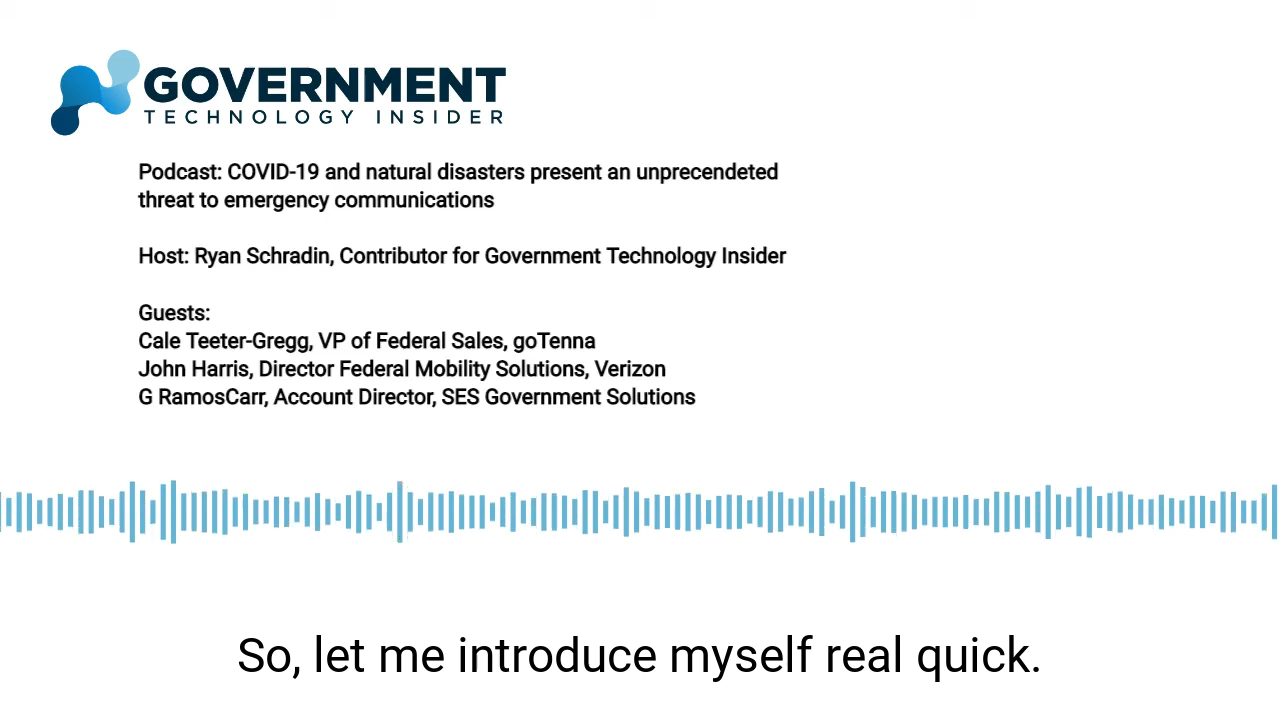 GOVERNMENT
TECHNOLOGY INSIDER
Podcast: COVID-19 and natural disasters present an unprecendeted
threat to emergency communications
Host: Ryan Schradin, Contributor for Government Technology Insider
Guests:
Cale Teeter-Gregg, VP of Federal Sales, goTenna
John Harris, Director Federal Mobility Solutions, Verizon
G RamosCarr, Account Director, SES Government Solutions
So, let me introduce myself real quick.